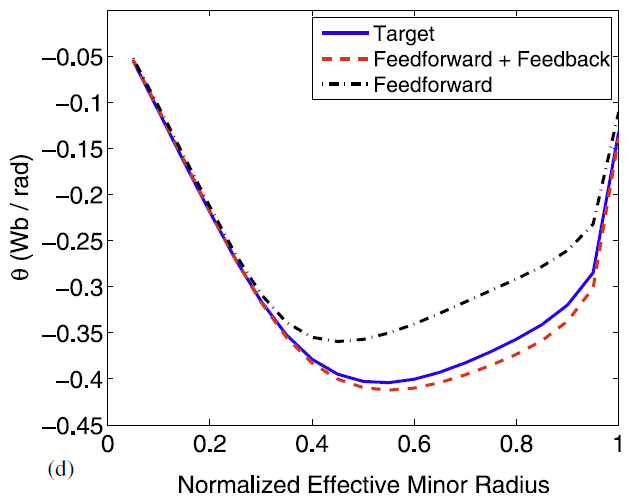 Target
Feedforward + Feedback
Feedforward
−0.05
−0.1
−0.15
−0.2
−0.25
−0.3
−0.35
−0.4
−0.45
θ (Wb / rad)
0 0.2 0.4 0.6 0.8 1
(d)
Normalized Effective Minor Radius